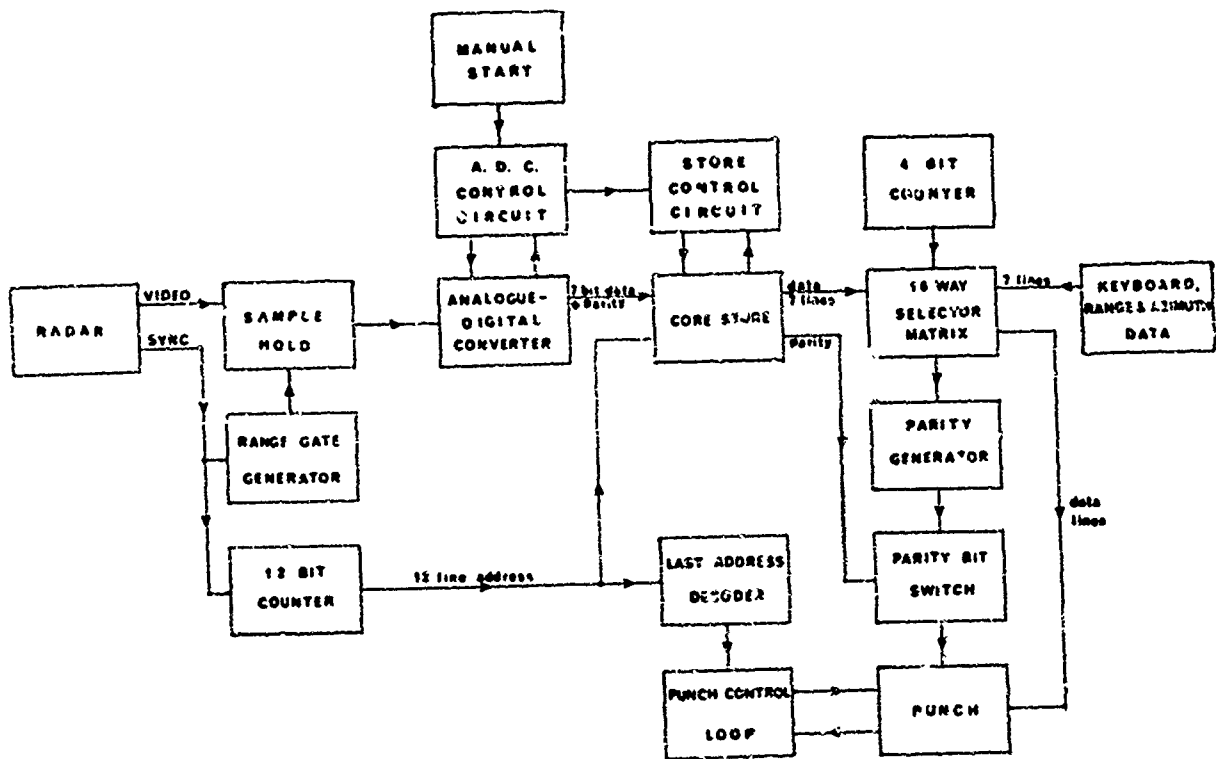 MANUAL
START
A. D. C.
CONTROL
CIRCUIT
STORE
CONTROL
CIRCUIT
4 BIT
COUNTER
RADAR
VIDEO
SYNC
SAMPLE
HOLD
ANALOGUE-
DIGITAL
CONVERTER
7 bit data
+ Parity
CORE STORE
data
7 lines
Parity
16 WAY
SELECTOR
MATRIX
7 lines
KEYBOARD,
RANGE & AZIMUTH
DATA
RANGE GATE
GENERATOR
PARITY
GENERATOR
data
lines
12 BIT
COUNTER
12 line address
LAST ADDRESS
DECODER
PARITY BIT
SWITCH
PUNCH CONTROL
LOOP
PUNCH